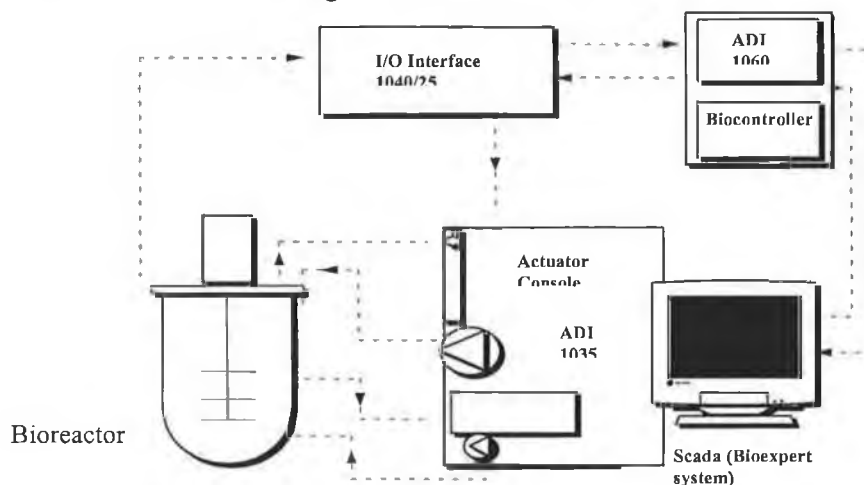 I/O Interface
1040/25
ADI
1060
Biocontroller
Actuator
Console
ADI
1035
Bioreactor
Scada (Bioexpert
system)